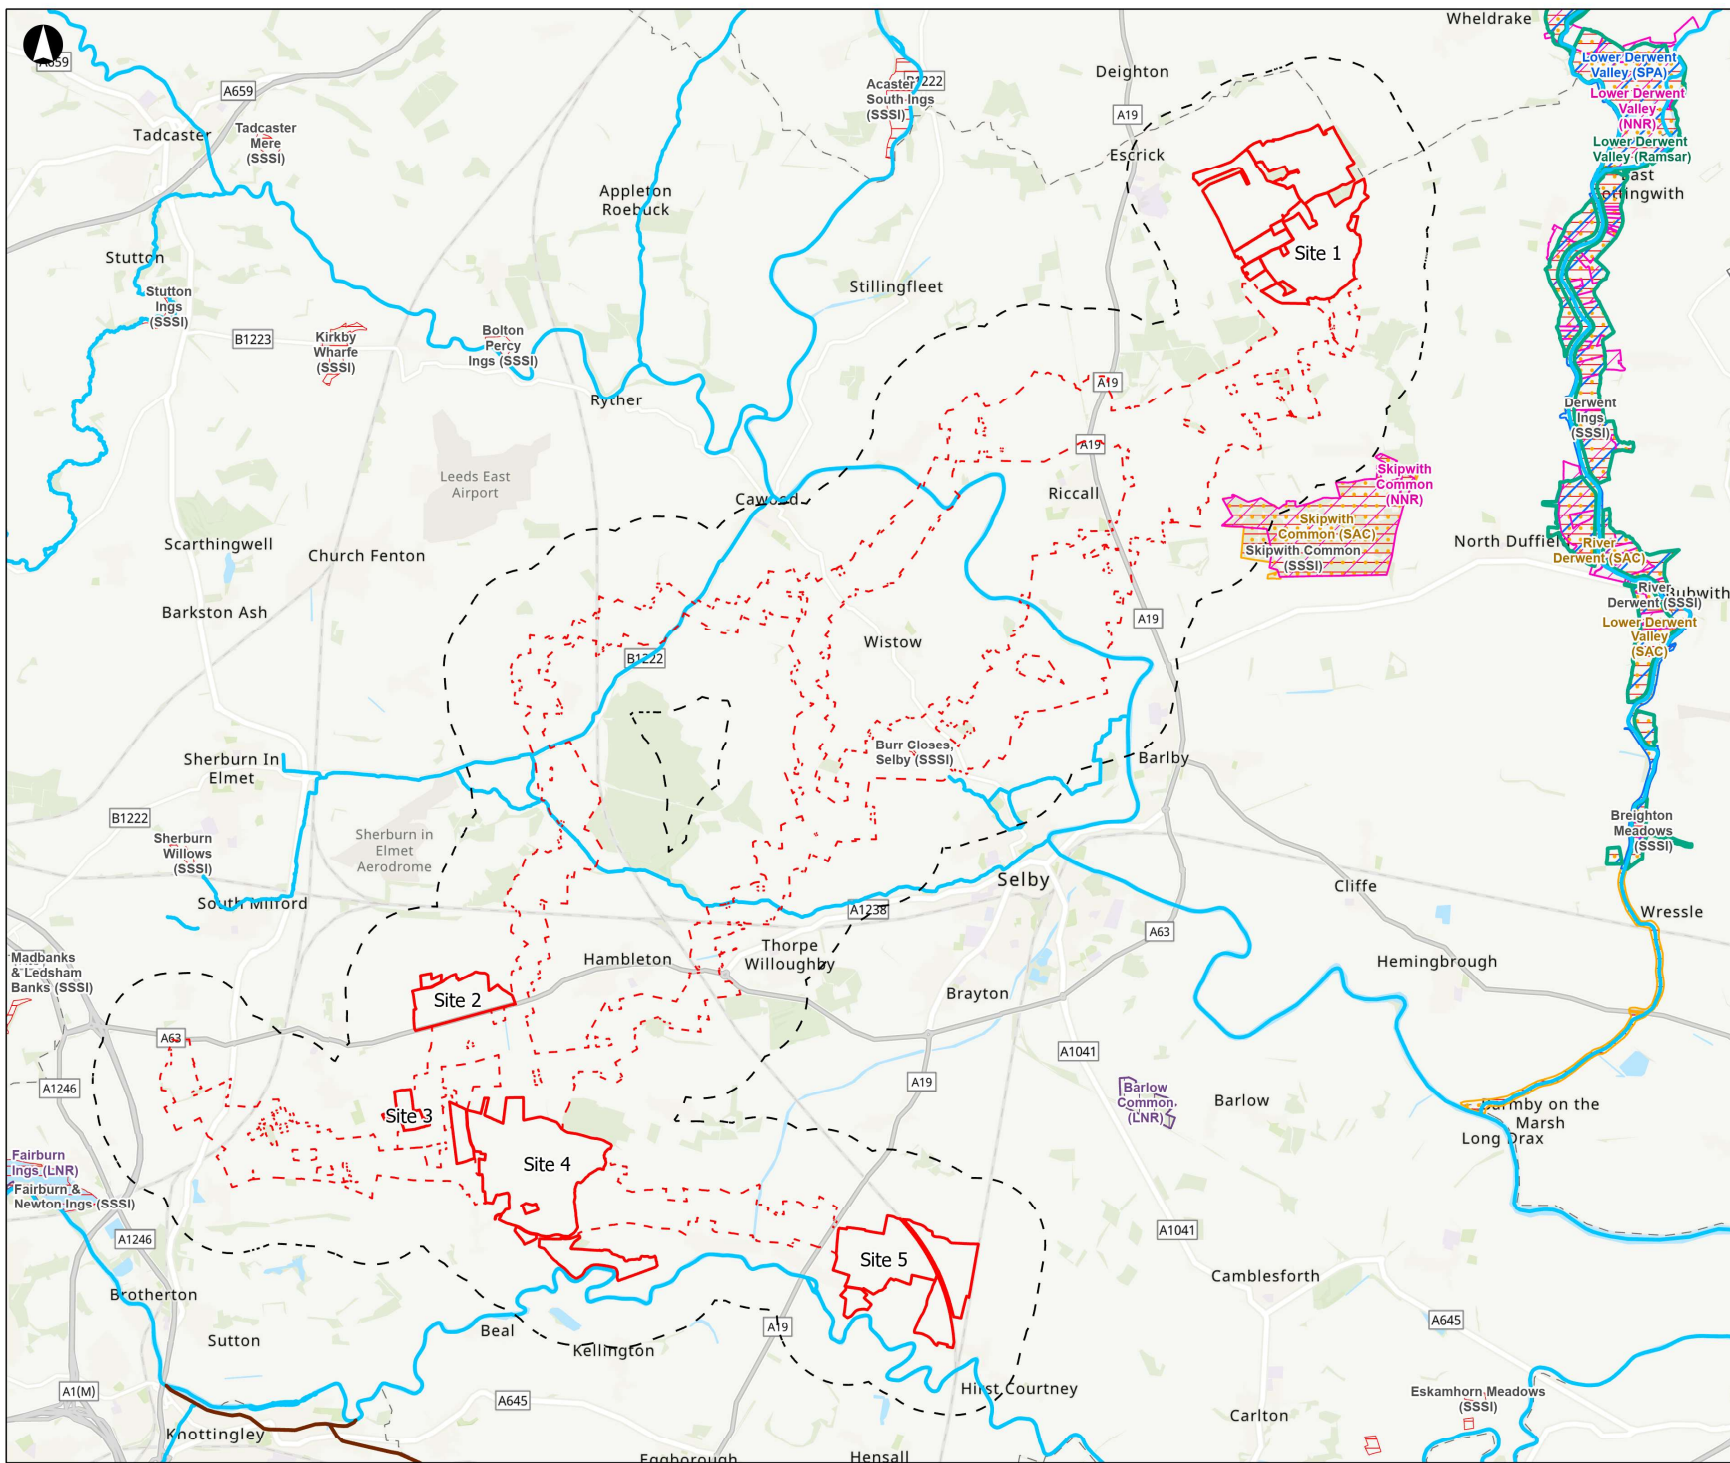 Wheldrake
A659
A659
Tadcaster
Tadcaster
Mere
(SSSI)
Acaster
South Ings
(SSSI)
B1222
Deighton
A19
Escrick
Lower Derwent
Valley (SPA)
Lower Derwent
Valley
(NNR)
Lower Derwent
Valley (Ramsar)
East
Cottingwith
Appleton
Roebuck
Stutton
Stutton
Ings
(SSSI)
B1223
Kirkby
Wharfe
(SSSI)
Bolton
Percy
Ings (SSSI)
Stillingfleet
Site 1
Ryther
A19
Derwent
Ings
(SSSI)
A19
Leeds East
Airport
Cawood
Riccall
Skipwith
Common
(NNR)
Skipwith
Common (SAC)
Skipwith Common
(SSSI)
North Duffield
River
Derwent (SAC)
Scarthingwell
Church Fenton
Barkston Ash
River
Derwent (SSSI)
Bubwith
Lower Derwent
Valley
(SAC)
A19
Wistow
B1222
Burr Closes,
Selby (SSSI)
Barlby
Sherburn In
Elmet
B1222
Sherburn in
Elmet
Aerodrome
Sherburn
Willows
(SSSI)
Breighton
Meadows
(SSSI)
South Milford
Selby
Cliffe
A1238
Wressle
A63
Madbanks
& Ledsham
Banks (SSSI)
Hambleton
Thorpe
Willoughby
Hemingbrough
Site 2
Brayton
A63
A1041
A1246
A19
Site 3
Barlow
Common
(LNR)
Barlow
Barmby on the
Marsh
Long Drax
Fairburn
Ings (LNR)
Fairburn &
Newton Ings (SSSI)
Site 4
A1246
A1041
Site 5
Camblesforth
Brotherton
Sutton
Beal
Kellington
A19
A645
A1(M)
A645
Hirst Courtney
Eskamhorn Meadows
(SSSI)
Carlton
Knottingley
Eggborough
Hensall